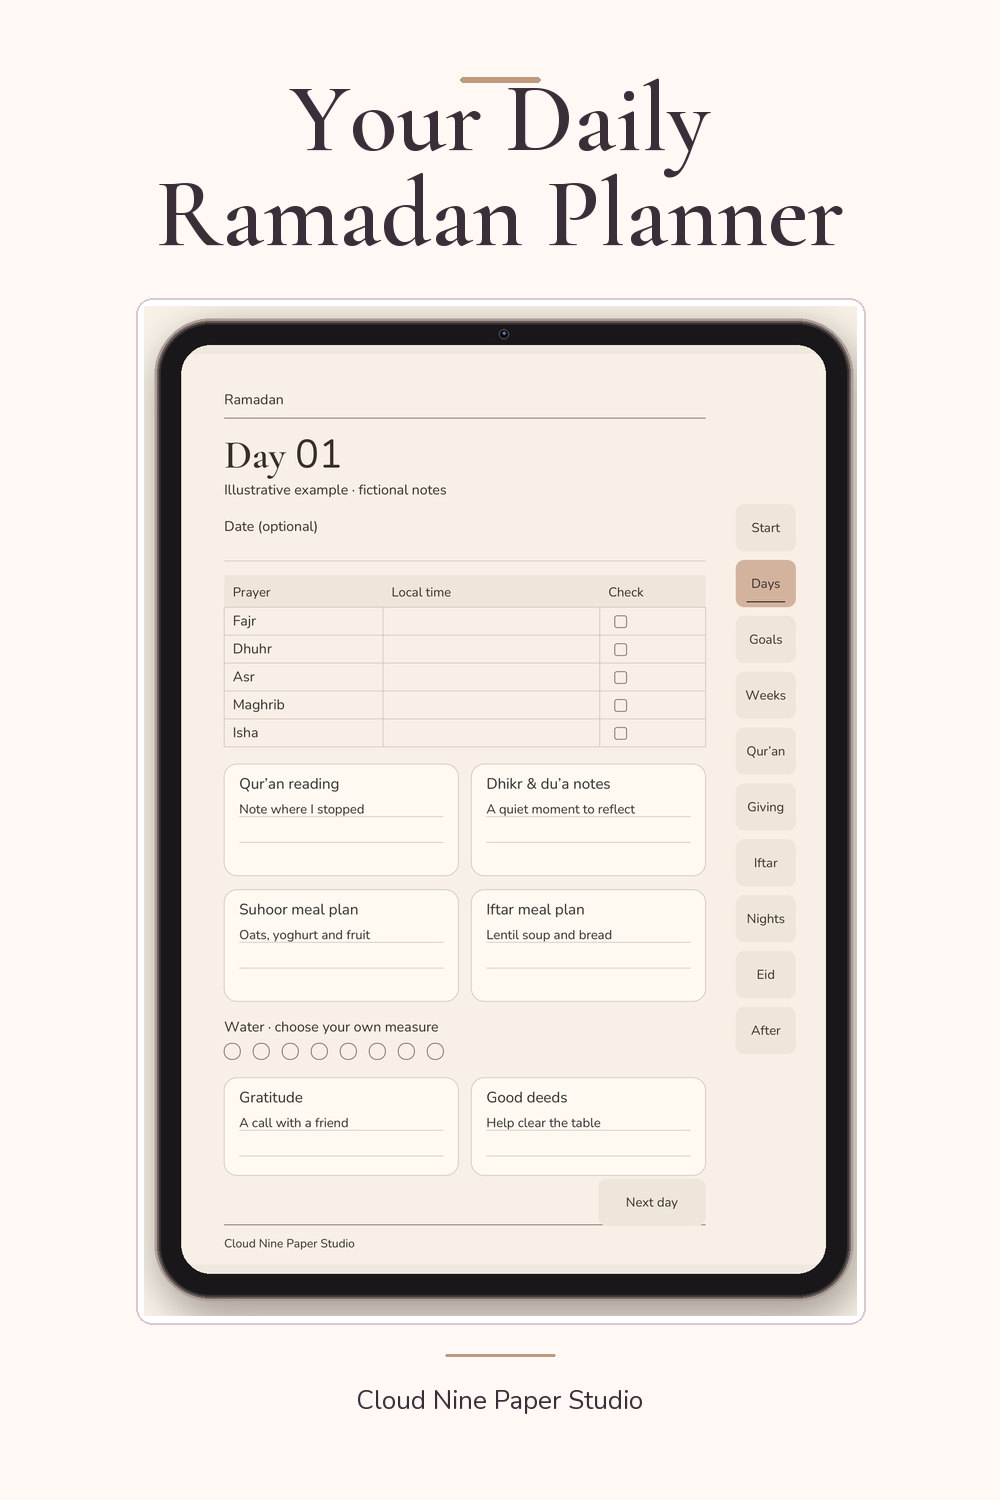 Your Daily
Ramadan Planner
Ramadan
Day 01
Illustrative example · fictional notes
Date (optional)
Prayer Local time Check
Fajr
Dhuhr
Asr
Maghrib
Isha
Qur’an reading
Note where I stopped
Dhikr & du’a notes
A quiet moment to reflect
Suhoor meal plan
Oats, yoghurt and fruit
Iftar meal plan
Lentil soup and bread
Water · choose your own measure
Gratitude
A call with a friend
Good deeds
Help clear the table
Next day
Cloud Nine Paper Studio
Start
Days
Goals
Weeks
Qur’an
Giving
Iftar
Nights
Eid
After
Cloud Nine Paper Studio